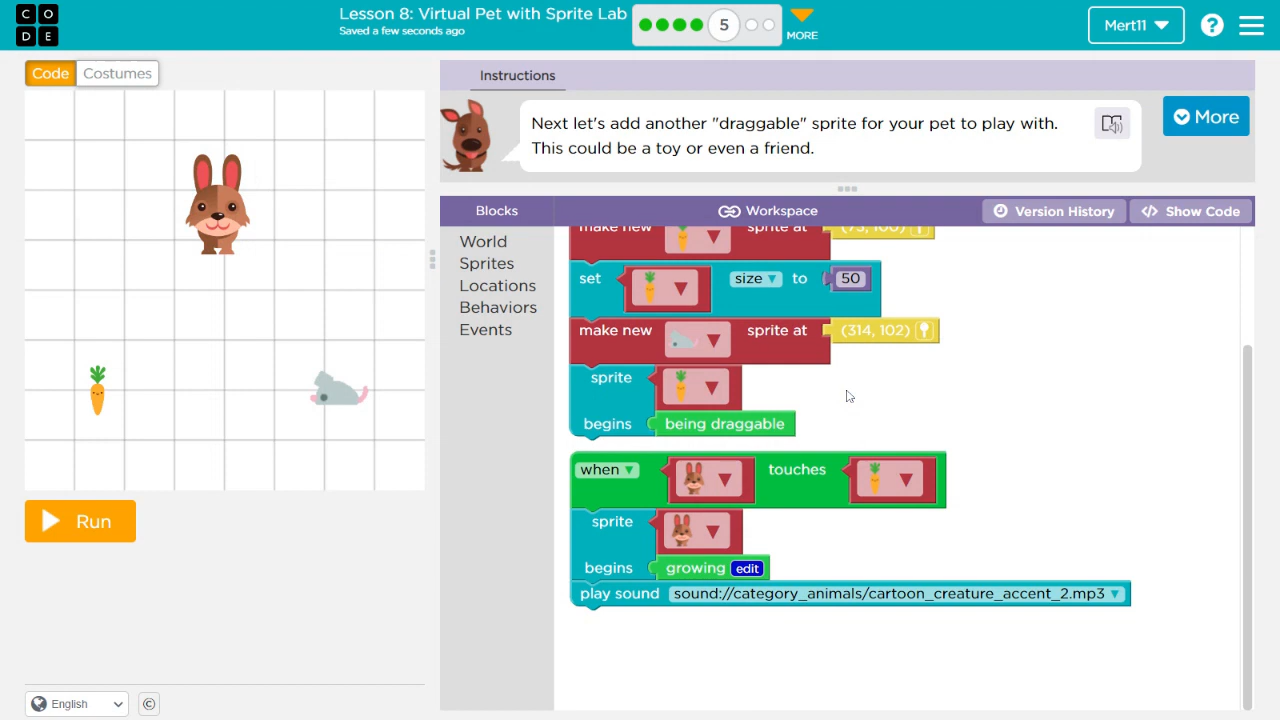 C O
D E
Lesson 8: Virtual Pet with Sprite Lab
Saved a few seconds ago
5
MORE
Mert11
?
Code
Costumes
Instructions
Next let's add another "draggable" sprite for your pet to play with.
This could be a toy or even a friend.
More
Blocks
Workspace
Version History
Show Code
World
Sprites
Locations
Behaviors
Events
make new sprite at (73, 100)
set size to 50
make new sprite at (314, 102)
sprite
begins being draggable
when touches
sprite
begins growing edit
play sound sound://category_animals/cartoon_creature_accent_2.mp3
Run
English
©